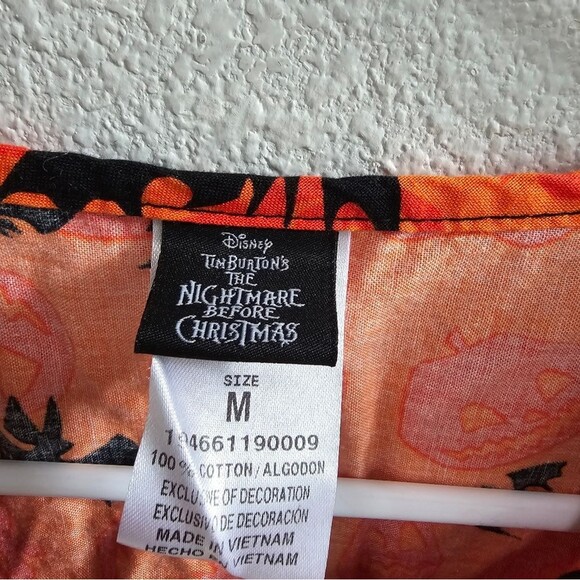 Disney
TIM BURTON'S
THE
NIGHTMARE
BEFORE
CHRISTMAS
SIZE
M
194661190009
100% COTTON/ALGODON
EXCLUSIVE OF DECORATION
EXCLUSIVO DE DECORACIÓN
MADE IN VIETNAM
HECHO EN VIETNAM